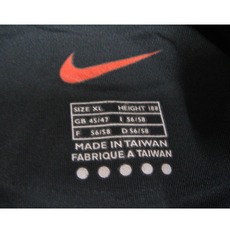 SIZE XL HEIGHT 188
GB 45/47 I 56/58
F 56/58 D 56/58
MADE IN TAIWAN
FABRIQUE A TAIWAN